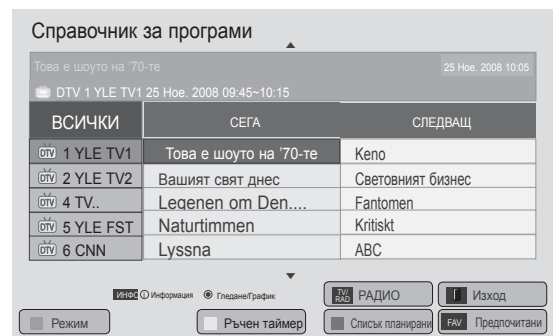 Справочник за програми
Това е шоуто на '70-те 25 Ное. 2008 10:05
DTV 1 YLE TV1 25 Ное. 2008 09:45~10:15
ВСИЧКИ СЕГА СЛЕДВАЩ
DTV 1 YLE TV1 Това е шоуто на '70-те Keno
DTV 2 YLE TV2 Вашият свят днес Световният бизнес
DTV 4 TV.. Legenen om Den.... Fantomen
DTV 5 YLE FST Naturtimmen Kritiskt
DTV 6 CNN Lyssna ABC
ИНФО i Информация Гледане/График TV/RAD РАДИО Изход
Режим Ръчен таймер Списък планирани FAV Предпочитани